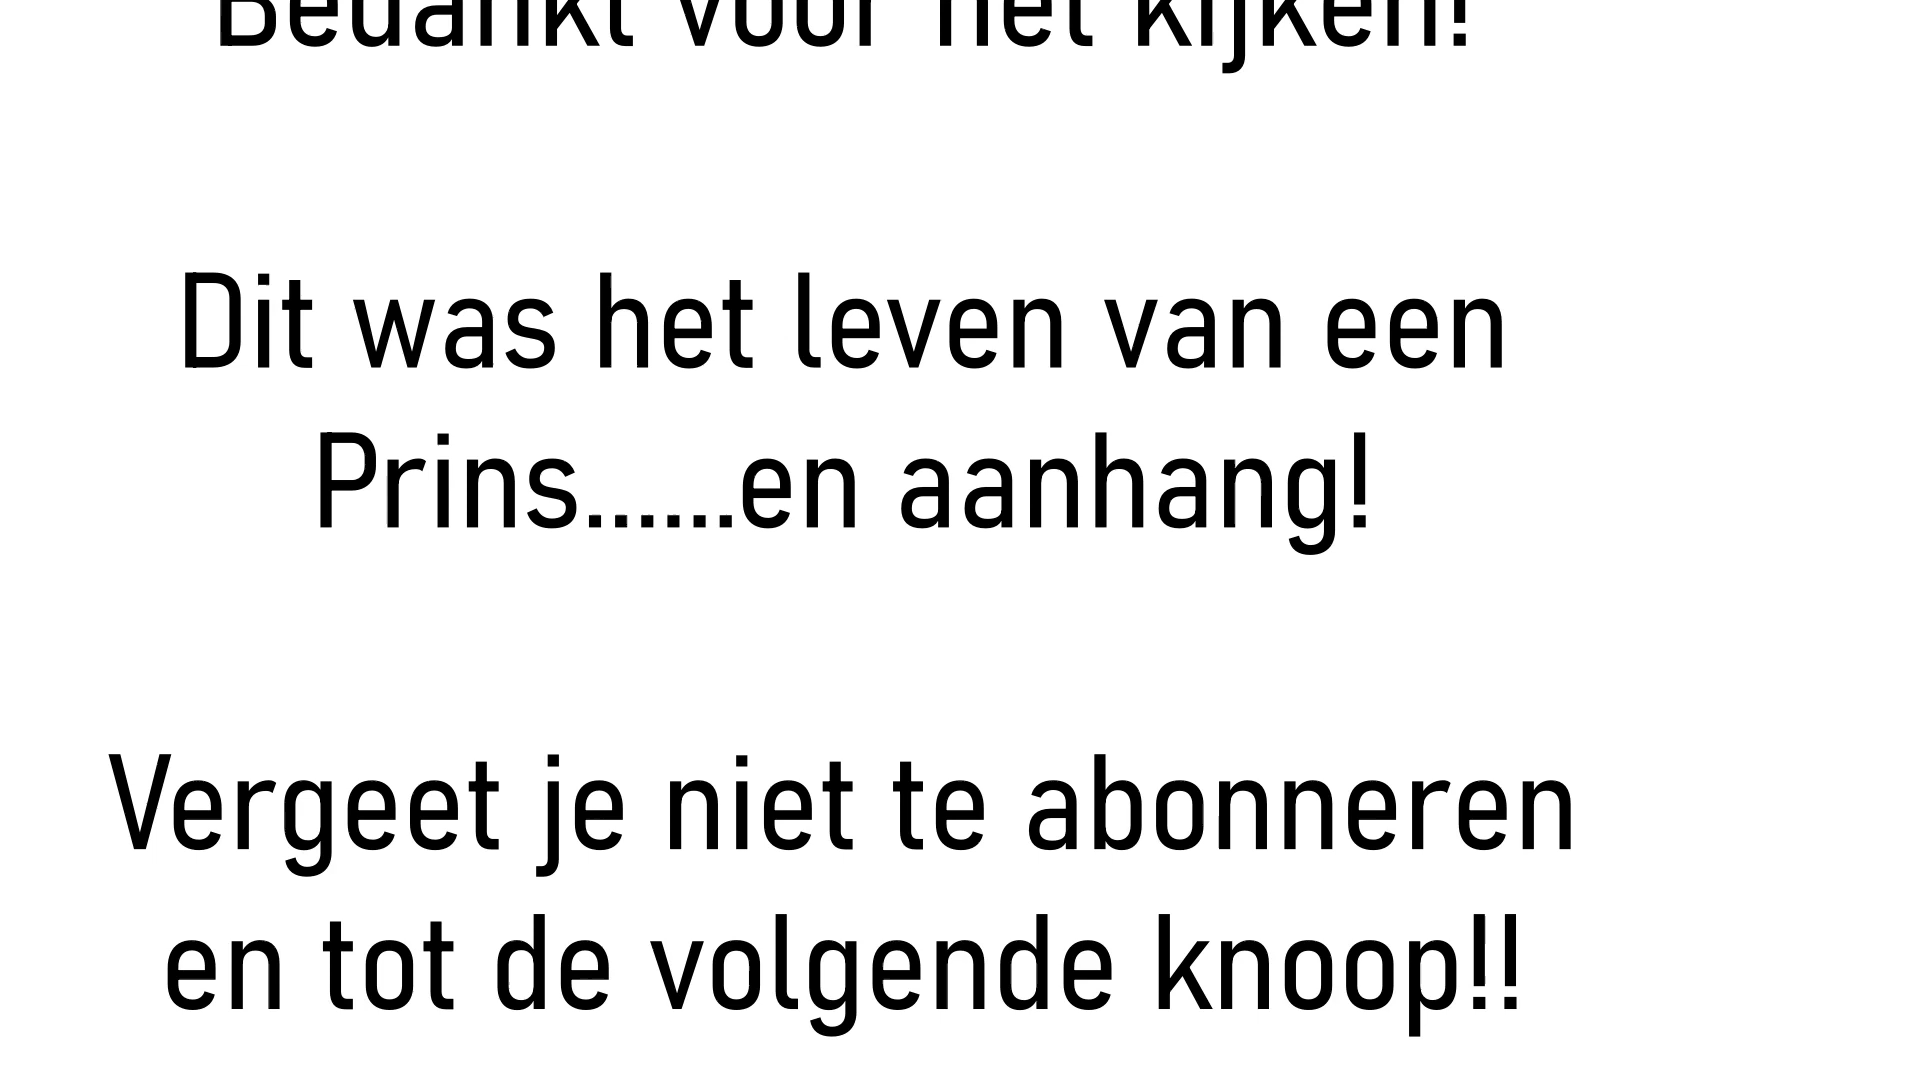 Bedankt voor het kijken!
Dit was het leven van een
Prins......en aanhang!
Vergeet je niet te abonneren
en tot de volgende knoop!!